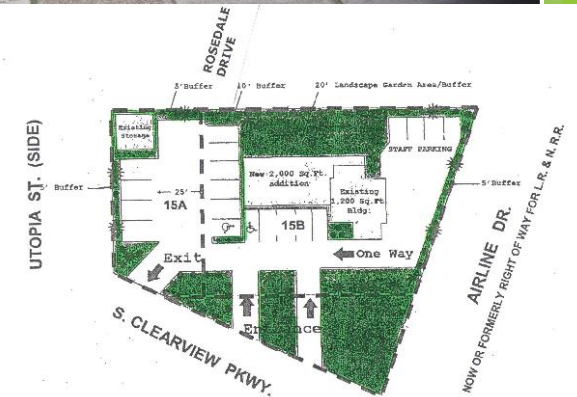 ROSEDALE
DRIVE
5' Buffer
10' Buffer
20' Landscape Garden Area/Buffer
UTOPIA ST. (SIDE)
Existing
Storage
STAFF PARKING
5' Buffer
25'
15A
New 2,000 Sq.Ft.
addition
Existing
1,200 Sq.Ft.
Bldg.
5' Buffer
15B
Exit
One Way
Entrance
S. CLEARVIEW PKWY.
AIRLINE DR.
NOW OR FORMERLY RIGHT OF WAY FOR L.R. & N. R.R.